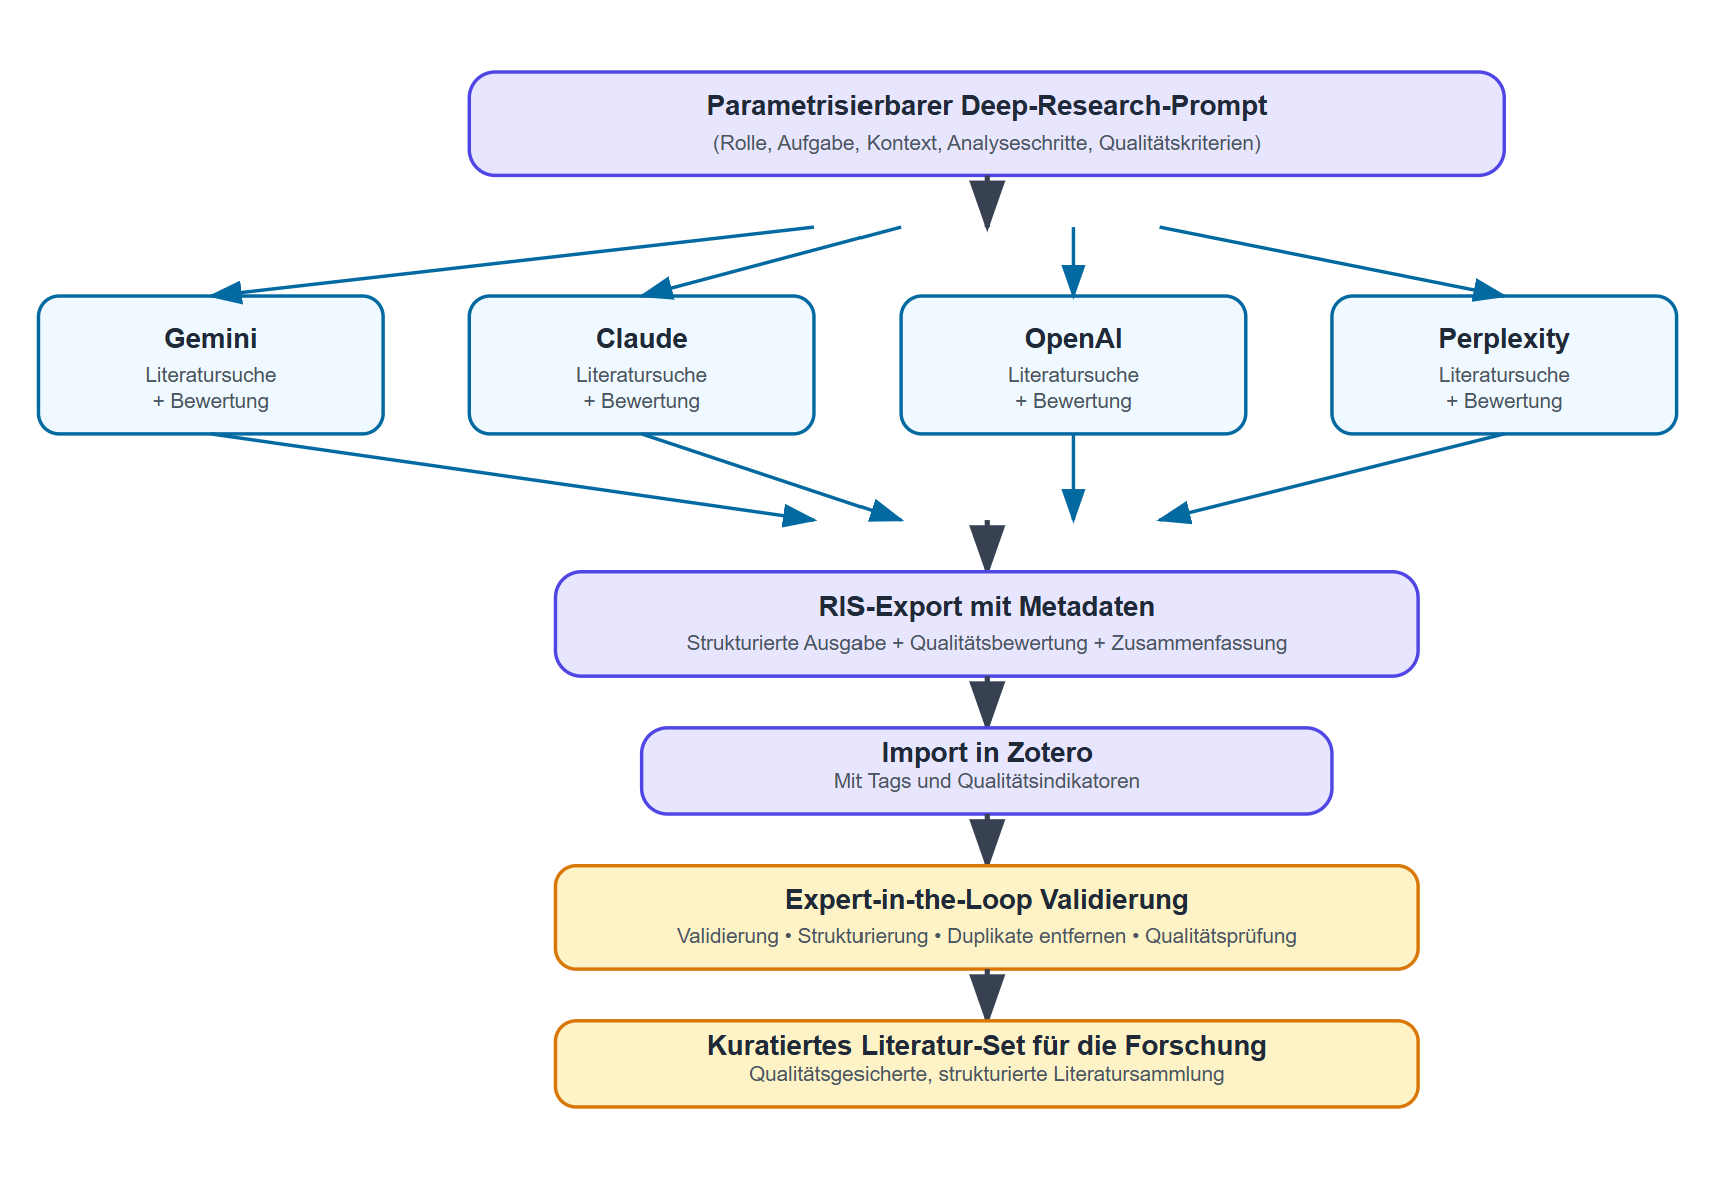 Parametrisierbarer Deep-Research-Prompt
(Rolle, Aufgabe, Kontext, Analyseschritte, Qualitätskriterien)
Gemini
Literatursuche
+ Bewertung
Claude
Literatursuche
+ Bewertung
OpenAI
Literatursuche
+ Bewertung
Perplexity
Literatursuche
+ Bewertung
RIS-Export mit Metadaten
Strukturierte Ausgabe + Qualitätsbewertung + Zusammenfassung
Import in Zotero
Mit Tags und Qualitätsindikatoren
Expert-in-the-Loop Validierung
Validierung • Strukturierung • Duplikate entfernen • Qualitätsprüfung
Kuratiertes Literatur-Set für die Forschung
Qualitätsgesicherte, strukturierte Literatursammlung